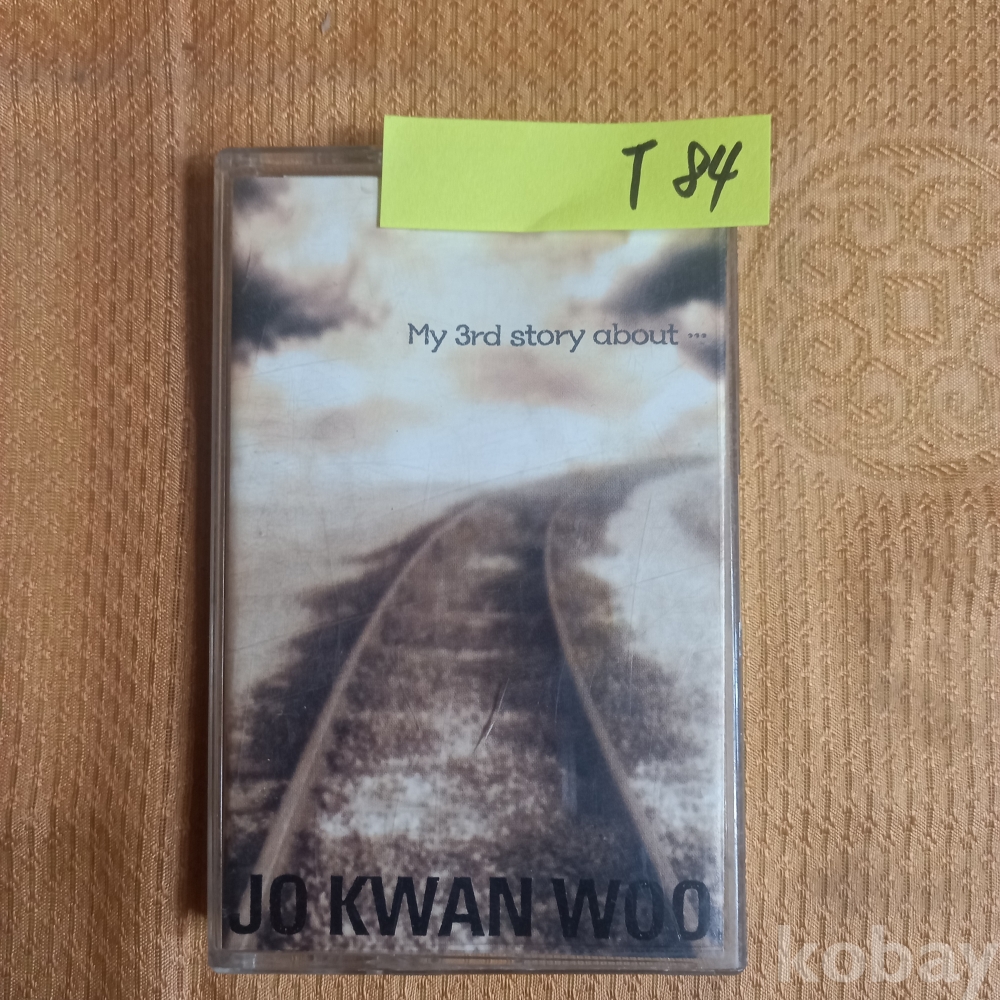 T 84
My 3rd story about ...
JO KWAN WOO
kobay